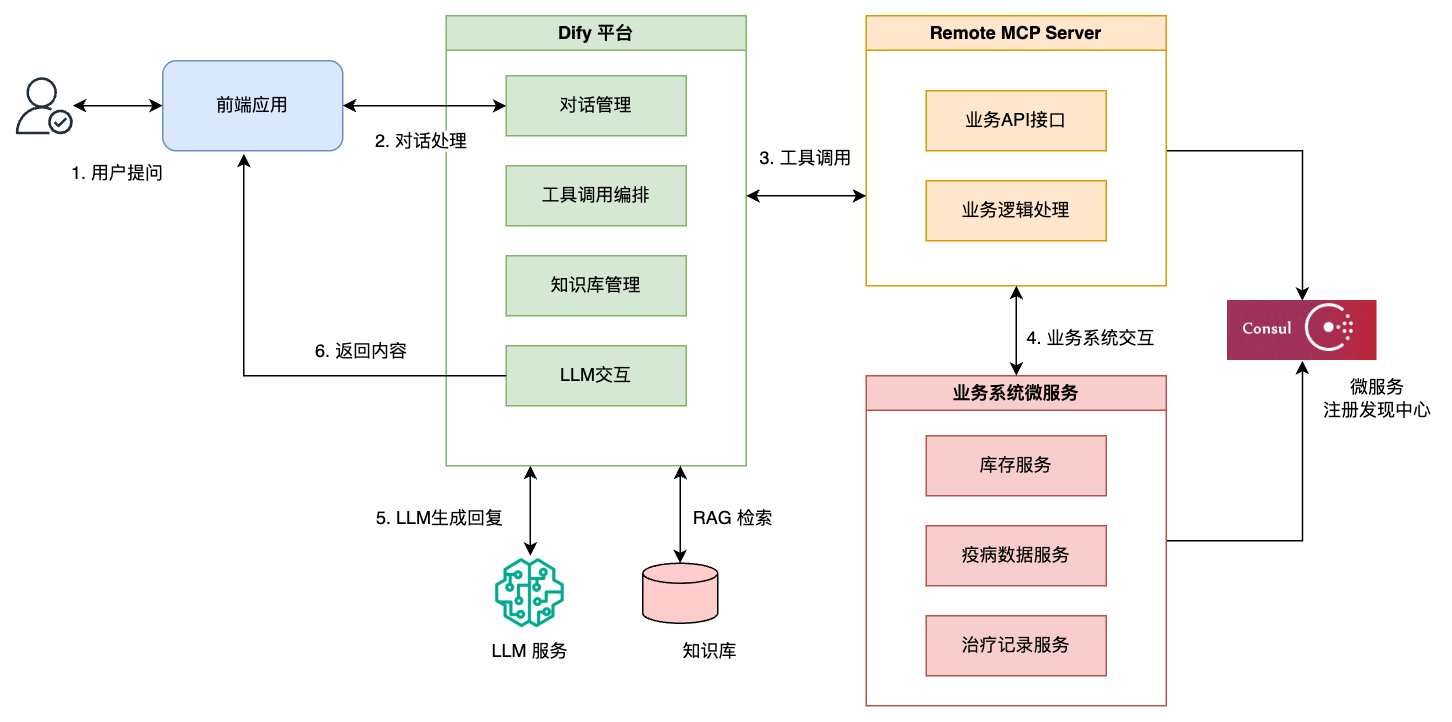 Dify 平台
Remote MCP Server
前端应用
对话管理
业务API接口
2. 对话处理
1. 用户提问
3. 工具调用
工具调用编排
业务逻辑处理
知识库管理
Consul
4. 业务系统交互
6. 返回内容
LLM交互
微服务
注册发现中心
业务系统微服务
库存服务
5. LLM生成回复
RAG 检索
疫病数据服务
治疗记录服务
LLM 服务
知识库